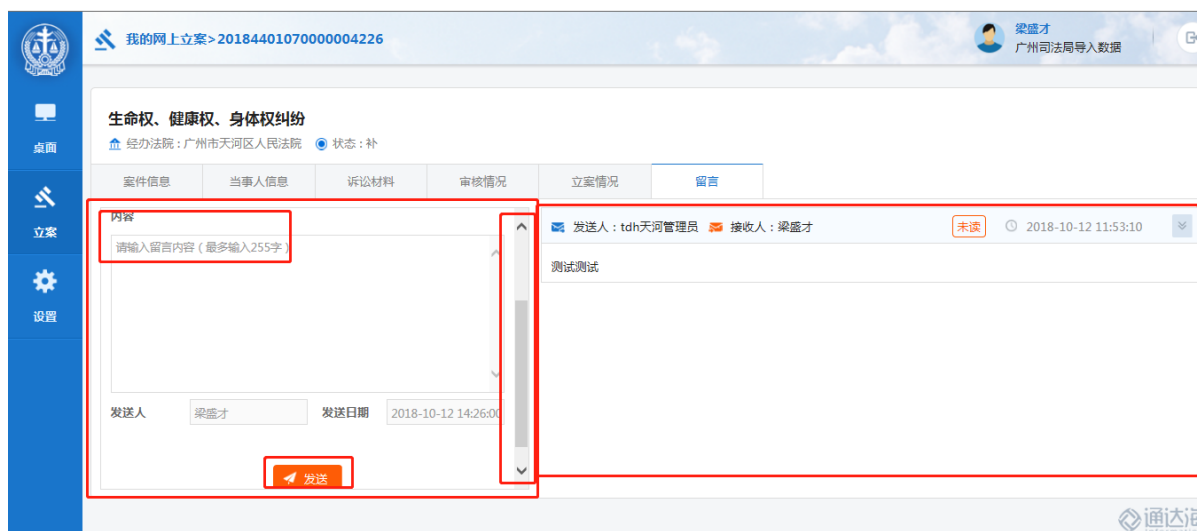 我的网上立案>20184401070000004226
梁盛才
广州司法局导入数据
桌面
立案
设置
生命权、健康权、身体权纠纷
经办法院：广州市天河区人民法院 状态：补
案件信息 当事人信息 诉讼材料 审核情况 立案情况 留言
内容
请输入留言内容（最多输入255字）
发送人 梁盛才 发送日期 2018-10-12 14:26:00
发送
发送人：tdh天河管理员 接收人：梁盛才 未读 2018-10-12 11:53:10
测试测试
通达海